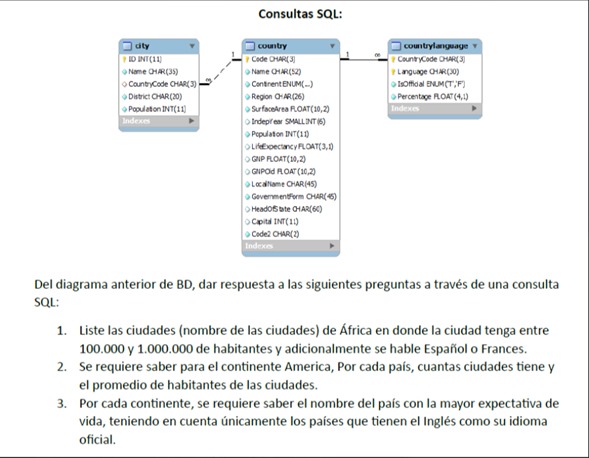 Consultas SQL:
city
ID INT(11)
Name CHAR(35)
CountryCode CHAR(3)
District CHAR(20)
Population INT(11)
Indexes
country
Code CHAR(3)
Name CHAR(52)
Continent ENUM(...)
Region CHAR(26)
SurfaceArea FLOAT(10,2)
IndepYear SMALLINT(6)
Population INT(11)
LifeExpectancy FLOAT(3,1)
GNP FLOAT(10,2)
GNPOld FLOAT(10,2)
LocalName CHAR(45)
GovernmentForm CHAR(45)
HeadOfState CHAR(60)
Capital INT(11)
Code2 CHAR(2)
Indexes
countrylanguage
CountryCode CHAR(3)
Language CHAR(30)
IsOfficial ENUM('T','F')
Percentage FLOAT(4,1)
Indexes
1
∞
1
∞
Del diagrama anterior de BD, dar respuesta a las siguientes preguntas a través de una consulta
SQL:
1. Liste las ciudades (nombre de las ciudades) de África en donde la ciudad tenga entre
100.000 y 1.000.000 de habitantes y adicionalmente se hable Español o Frances.
2. Se requiere saber para el continente America, Por cada país, cuantas ciudades tiene y
el promedio de habitantes de las ciudades.
3. Por cada continente, se requiere saber el nombre del país con la mayor expectativa de
vida, teniendo en cuenta únicamente los países que tienen el Inglés como su idioma
oficial.